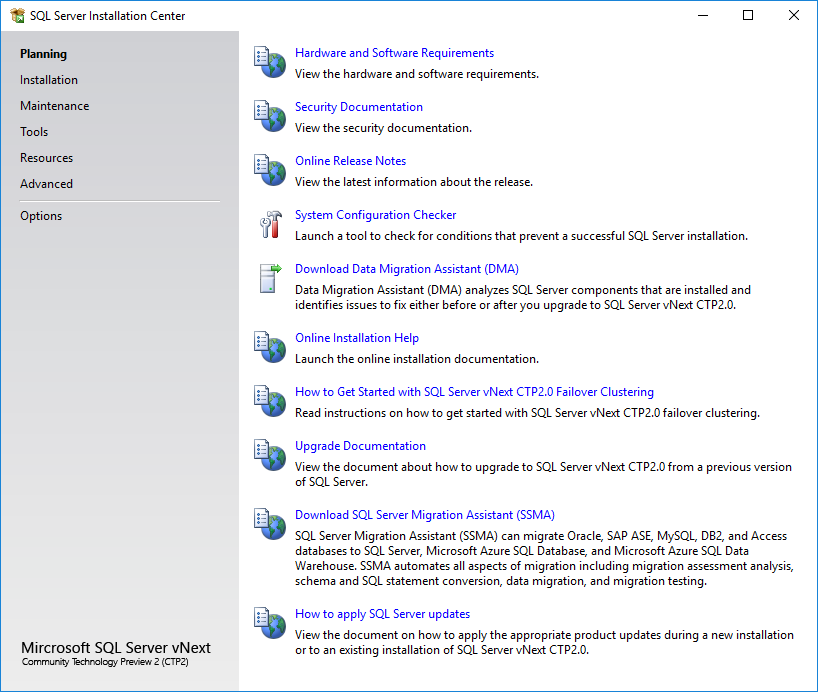 SQL Server Installation Center
Planning
Installation
Maintenance
Tools
Resources
Advanced
Options
Mircrosoft SQL Server vNext
Community Technology Preview 2 (CTP2)
Hardware and Software Requirements
View the hardware and software requirements.
Security Documentation
View the security documentation.
Online Release Notes
View the latest information about the release.
System Configuration Checker
Launch a tool to check for conditions that prevent a successful SQL Server installation.
Download Data Migration Assistant (DMA)
Data Migration Assistant (DMA) analyzes SQL Server components that are installed and
identifies issues to fix either before or after you upgrade to SQL Server vNext CTP2.0.
Online Installation Help
Launch the online installation documentation.
How to Get Started with SQL Server vNext CTP2.0 Failover Clustering
Read instructions on how to get started with SQL Server vNext CTP2.0 failover clustering.
Upgrade Documentation
View the document about how to upgrade to SQL Server vNext CTP2.0 from a previous version
of SQL Server.
Download SQL Server Migration Assistant (SSMA)
SQL Server Migration Assistant (SSMA) can migrate Oracle, SAP ASE, MySQL, DB2, and Access
databases to SQL Server, Microsoft Azure SQL Database, and Microsoft Azure SQL Data
Warehouse. SSMA automates all aspects of migration including migration assessment analysis,
schema and SQL statement conversion, data migration, and migration testing.
How to apply SQL Server updates
View the document on how to apply the appropriate product updates during a new installation
or to an existing installation of SQL Server vNext CTP2.0.